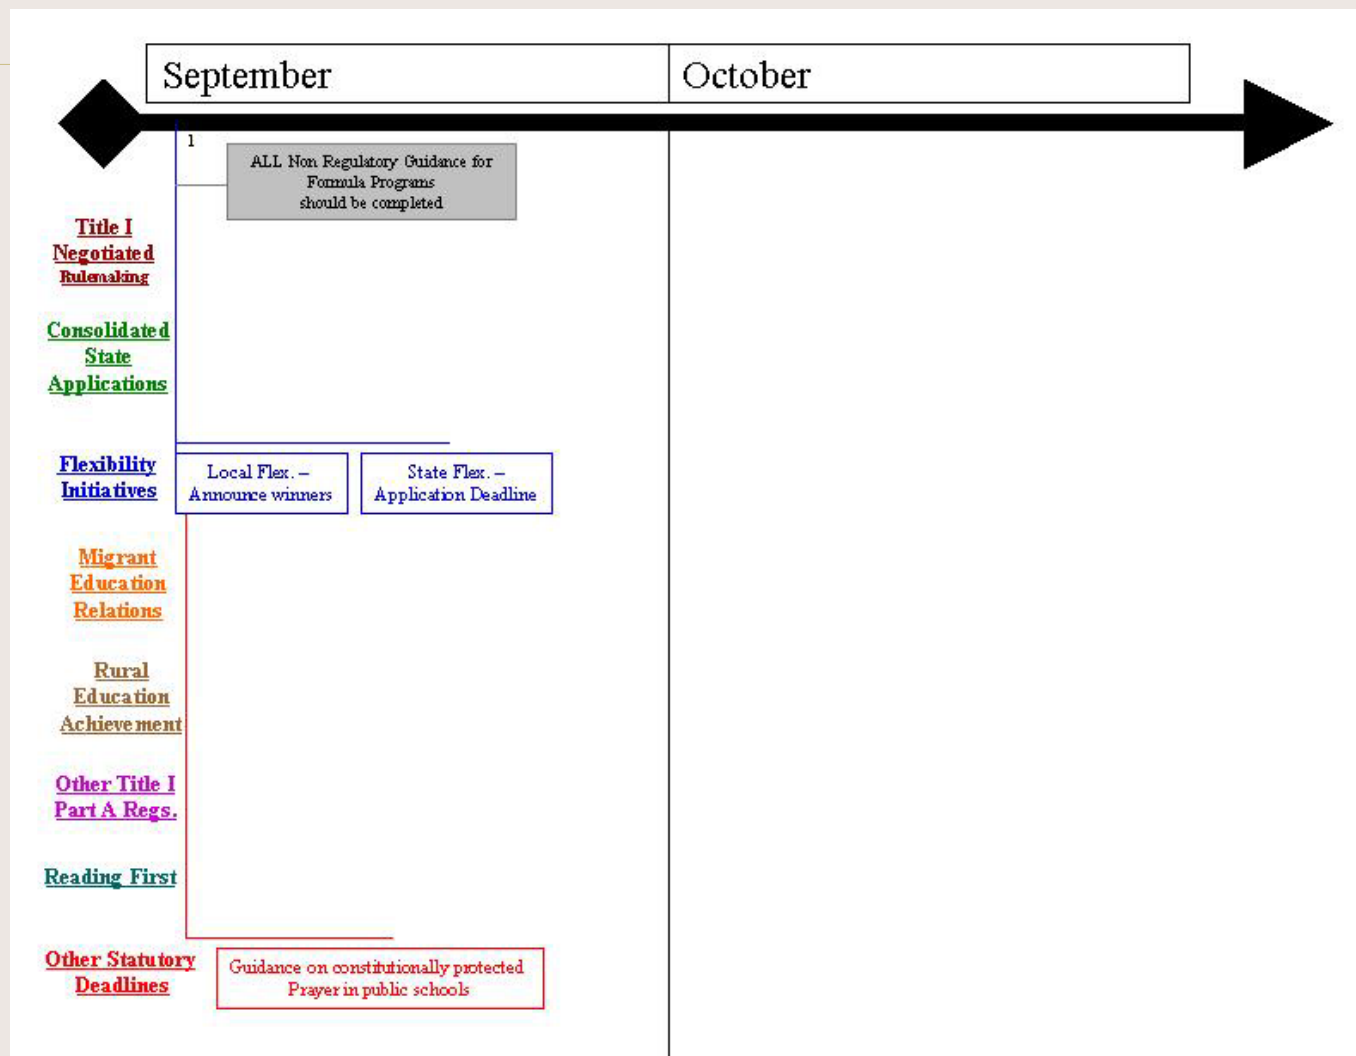 September
October
1
ALL Non Regulatory Guidance for
Formula Programs
should be completed
Title I
Negotiated
Rulemaking
Consolidated
State
Applications
Flexibility
Initiatives
Local Flex. –
Announce winners
State Flex. –
Application Deadline
Migrant
Education
Relations
Rural
Education
Achievement
Other Title I
Part A Regs.
Reading First
Other Statutory
Deadlines
Guidance on constitutionally protected
Prayer in public schools